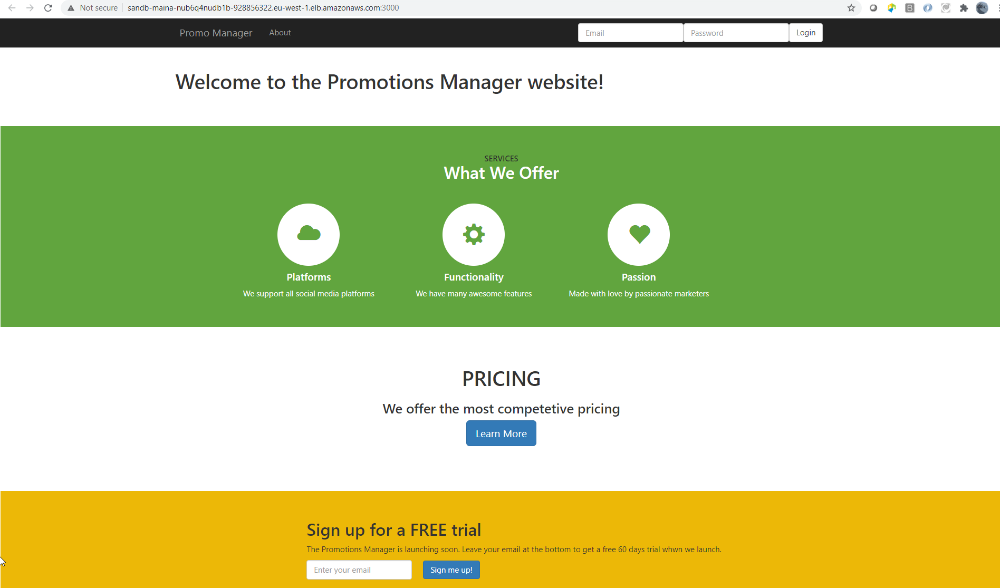 Not secure | sandb-maina-nub6q4nudb1b-928856322.eu-west-1.elb.amazonaws.com:3000
Promo Manager About Email Password Login
Welcome to the Promotions Manager website!
SERVICES
What We Offer
Platforms
We support all social media platforms
Functionality
We have many awesome features
Passion
Made with love by passionate marketers
PRICING
We offer the most competetive pricing
Learn More
Sign up for a FREE trial
The Promotions Manager is launching soon. Leave your email at the bottom to get a free 60 days trial whwn we launch.
Enter your email Sign me up!